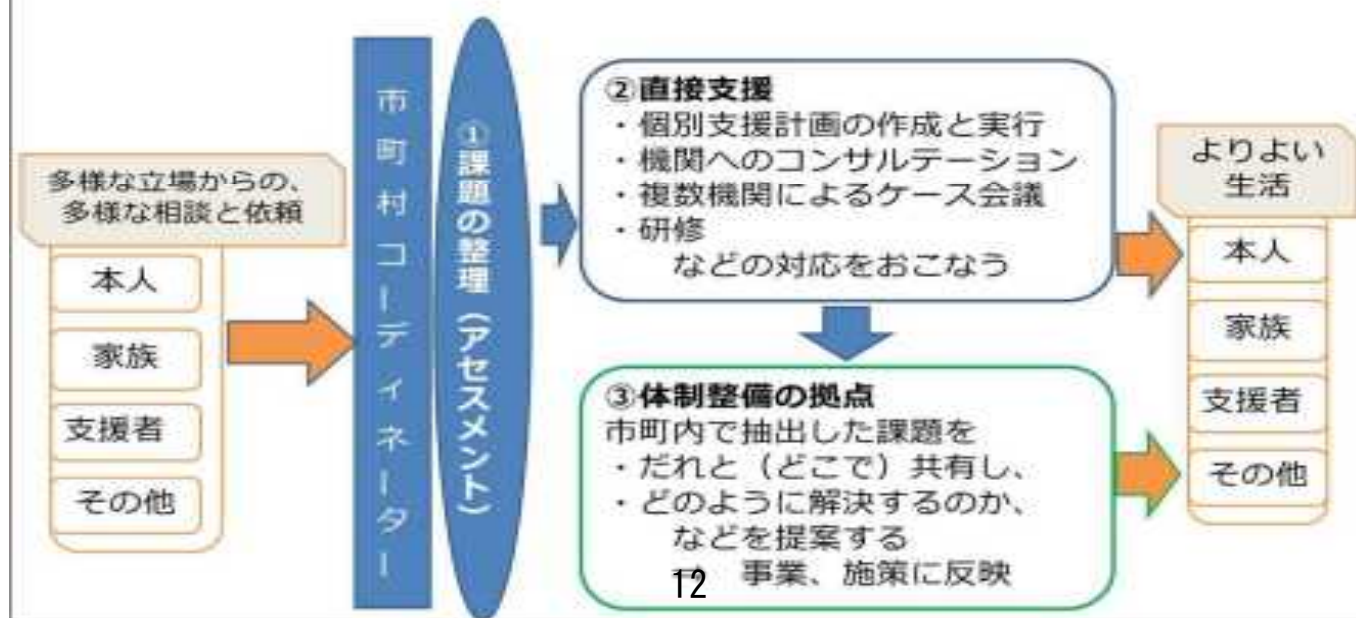 多様な立場からの、
多様な相談と依頼
本人
家族
支援者
その他
市町村コーディネーター
①課題の整理（アセスメント）
②直接支援
・個別支援計画の作成と実行
・機関へのコンサルテーション
・複数機関によるケース会議
・研修
などの対応をおこなう
③体制整備の拠点
市町内で抽出した課題を
・だれと（どこで）共有し、
・どのように解決するのか、
などを提案する
事業、施策に反映
12
よりよい
生活
本人
家族
支援者
その他